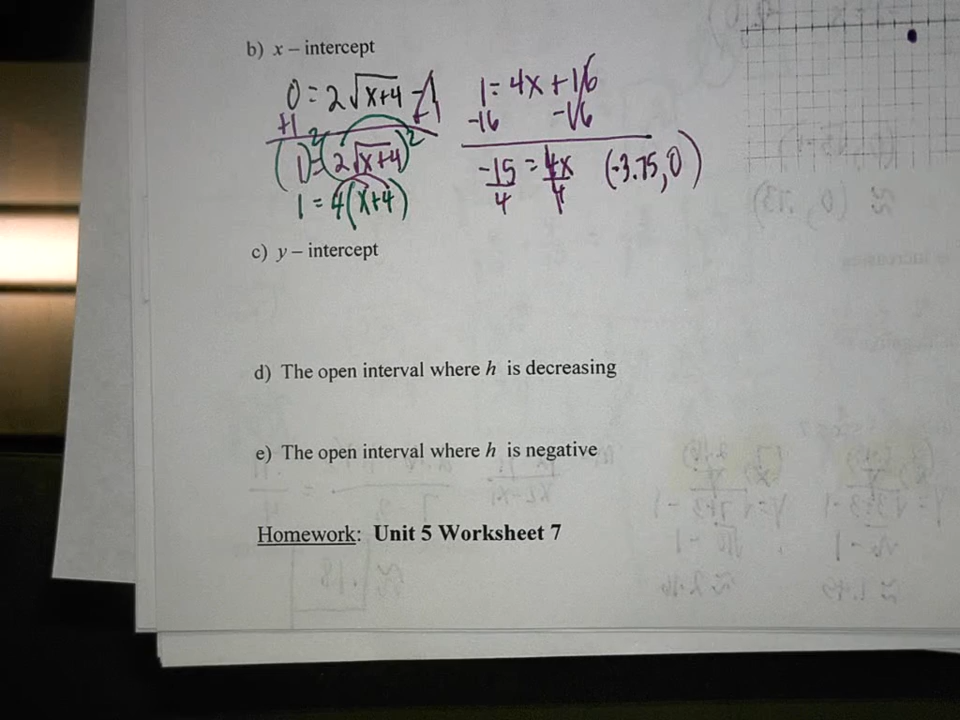 b) x – intercept
0 = 2√x+4 -1
+1
(1)²=(2√x+4)²
1 = 4(x+4)
1 = 4x + 16
-16 -16
-15 = 4x (-3.75,0)
4 4
c) y – intercept
d) The open interval where h is decreasing
e) The open interval where h is negative
Homework: Unit 5 Worksheet 7